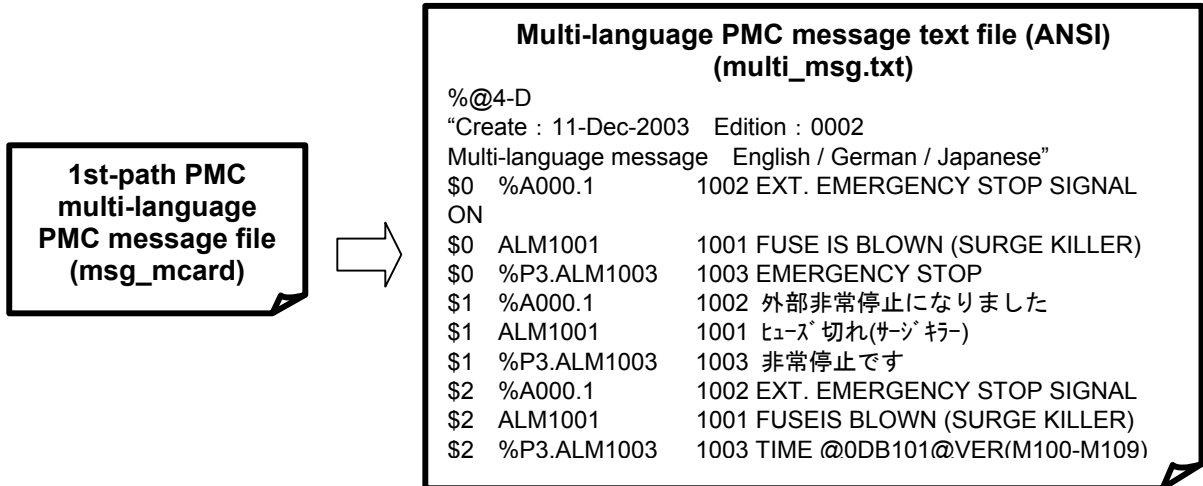 1st-path PMC
multi-language
PMC message file
(msg_mcard)
Multi-language PMC message text file (ANSI)
(multi_msg.txt)
%@4-D
“Create：11-Dec-2003 Edition：0002
Multi-language message English / German / Japanese”
$0 %A000.1 1002 EXT. EMERGENCY STOP SIGNAL
ON
$0 ALM1001 1001 FUSE IS BLOWN (SURGE KILLER)
$0 %P3.ALM1003 1003 EMERGENCY STOP
$1 %A000.1 1002 外部非常停止になりました
$1 ALM1001 1001 ﾋｭｰｽﾞ切れ(ｻｰｼﾞｷﾗｰ)
$1 %P3.ALM1003 1003 非常停止です
$2 %A000.1 1002 EXT. EMERGENCY STOP SIGNAL
$2 ALM1001 1001 FUSEIS BLOWN (SURGE KILLER)
$2 %P3.ALM1003 1003 TIME @0DB101@VER(M100-M109)